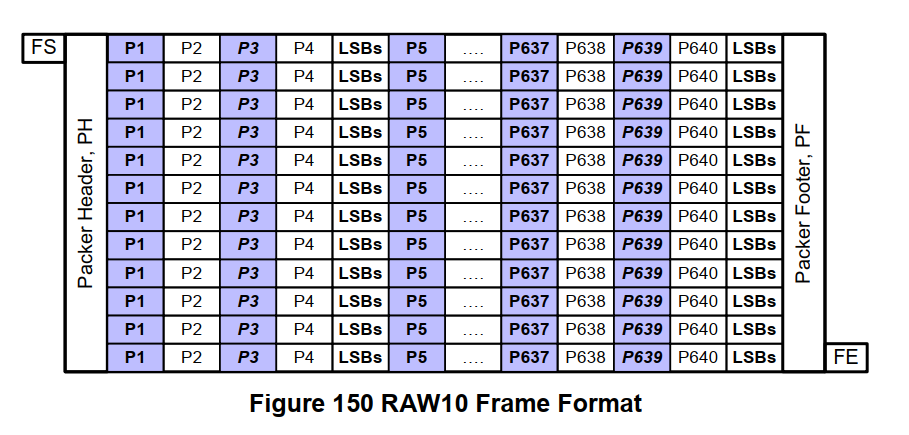 FS
Packer Header, PH
P1 P2 P3 P4 LSBs P5 .... P637 P638 P639 P640 LSBs
P1 P2 P3 P4 LSBs P5 .... P637 P638 P639 P640 LSBs
P1 P2 P3 P4 LSBs P5 .... P637 P638 P639 P640 LSBs
P1 P2 P3 P4 LSBs P5 .... P637 P638 P639 P640 LSBs
P1 P2 P3 P4 LSBs P5 .... P637 P638 P639 P640 LSBs
P1 P2 P3 P4 LSBs P5 .... P637 P638 P639 P640 LSBs
P1 P2 P3 P4 LSBs P5 .... P637 P638 P639 P640 LSBs
P1 P2 P3 P4 LSBs P5 .... P637 P638 P639 P640 LSBs
P1 P2 P3 P4 LSBs P5 .... P637 P638 P639 P640 LSBs
P1 P2 P3 P4 LSBs P5 .... P637 P638 P639 P640 LSBs
P1 P2 P3 P4 LSBs P5 .... P637 P638 P639 P640 LSBs
P1 P2 P3 P4 LSBs P5 .... P637 P638 P639 P640 LSBs
Packer Footer, PF
FE
Figure 150 RAW10 Frame Format